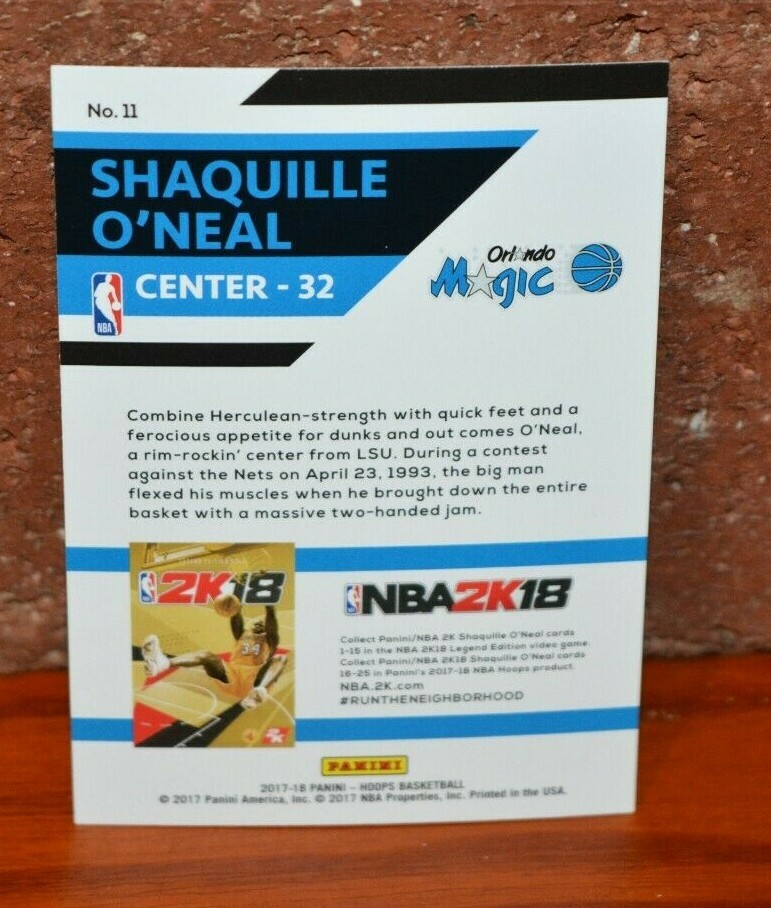 No. 11
SHAQUILLE
O'NEAL
CENTER - 32
NBA
Orlando
Magic
Combine Herculean-strength with quick feet and a
ferocious appetite for dunks and out comes O'Neal,
a rim-rockin' center from LSU. During a contest
against the Nets on April 23, 1993, the big man
flexed his muscles when he brought down the entire
basket with a massive two-handed jam.
2K18
34
2K
NBA2K18
Collect Panini/NBA 2K Shaquille O'Neal cards
1-15 in the NBA 2K18 Legend Edition video game.
Collect Panini/NBA 2K18 Shaquille O'Neal cards
16-25 in Panini's 2017-18 NBA Hoops product.
NBA.2K.com
#RUNTHENEIGHBORHOOD
PANINI
2017-18 PANINI - HOOPS BASKETBALL
© 2017 Panini America, Inc. © 2017 NBA Properties, Inc. Printed in the USA.